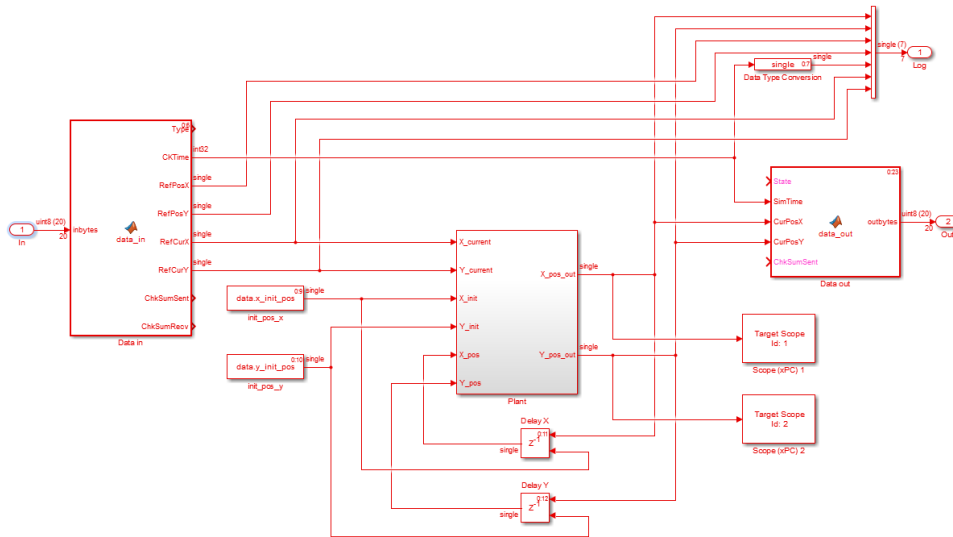 single (7)
7
1
Log
single
0:7
single
Data Type Conversion
0:6
Type
CKTime
int32
RefPosX
single
RefPosY
single
RefCurX
single
RefCurY
single
ChkSumSent
ChkSumRecv
inbytes
data_in
Data in
1
In
uint8 (20)
20
0:23
State
SimTime
CurPosX
CurPosY
ChkSumSent
data_out
outbytes
Data out
uint8 (20)
20
2
Out
X_current
Y_current
X_init
Y_init
X_pos
Y_pos
X_pos_out
single
Y_pos_out
single
Plant
0:9
data.x_init_pos
single
init_pos_x
0:10
data.y_init_pos
single
init_pos_y
Target Scope
Id: 1
Scope (xPC) 1
Target Scope
Id: 2
Scope (xPC) 2
Delay X
0:11
Z-1
single
Delay Y
0:12
Z-1
single